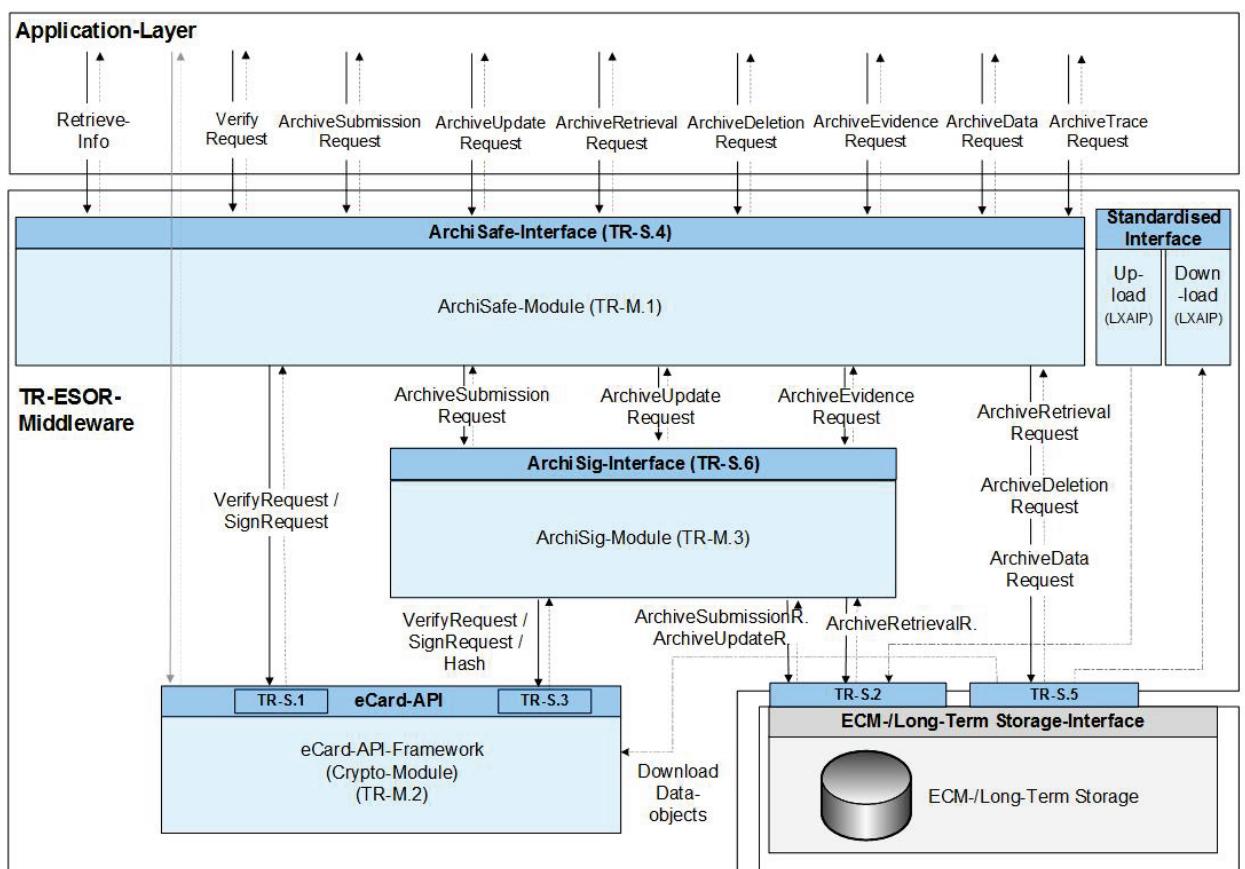 Application-Layer
Retrieve-
Info
Verify
Request
ArchiveSubmission
Request
ArchiveUpdate
Request
ArchiveRetrieval
Request
ArchiveDeletion
Request
ArchiveEvidence
Request
ArchiveData
Request
ArchiveTrace
Request
ArchiSafe-Interface (TR-S.4)
ArchiSafe-Module (TR-M.1)
Standardised
Interface
Up-
load
(LXAIP)
Down
-load
(LXAIP)
TR-ESOR-
Middleware
ArchiveSubmission
Request
ArchiveUpdate
Request
ArchiveEvidence
Request
ArchiveRetrieval
Request
ArchiveDeletion
Request
ArchiveData
Request
VerifyRequest /
SignRequest
ArchiSig-Interface (TR-S.6)
ArchiSig-Module (TR-M.3)
VerifyRequest /
SignRequest /
Hash
ArchiveSubmissionR.
ArchiveUpdateR.
ArchiveRetrievalR.
TR-S.1
eCard-API
TR-S.3
eCard-API-Framework
(Crypto-Module)
(TR-M.2)
Download
Data-
objects
TR-S.2
TR-S.5
ECM-/Long-Term Storage-Interface
ECM-/Long-Term Storage